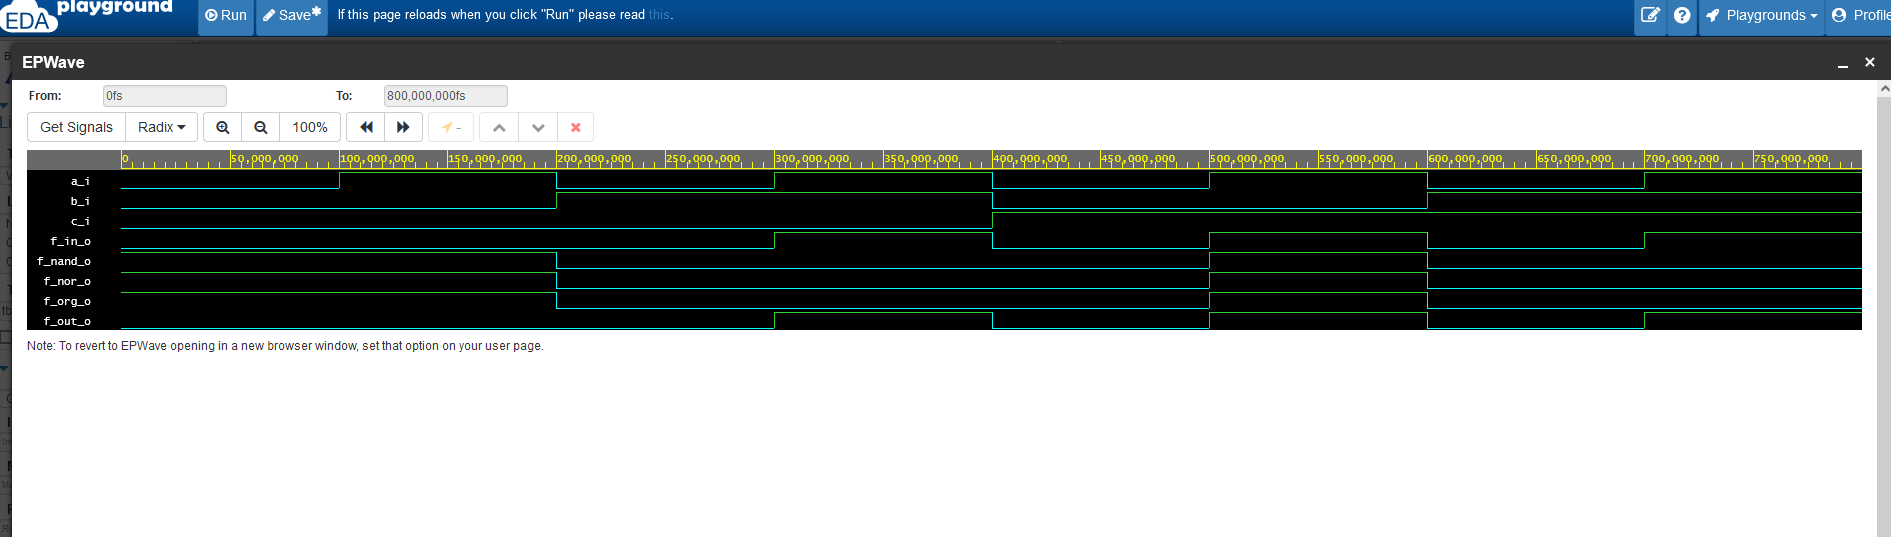 EDA playground
Run Save* If this page reloads when you click "Run" please read this. Playgrounds Profile
EPWave
From: 0fs To: 800,000,000fs
Get Signals Radix 100% -
0 50,000,000 100,000,000 150,000,000 200,000,000 250,000,000 300,000,000 350,000,000 400,000,000 450,000,000 500,000,000 550,000,000 600,000,000 650,000,000 700,000,000 750,000,000
a_i
b_i
c_i
f_in_o
f_nand_o
f_nor_o
f_org_o
f_out_o
Note: To revert to EPWave opening in a new browser window, set that option on your user page.